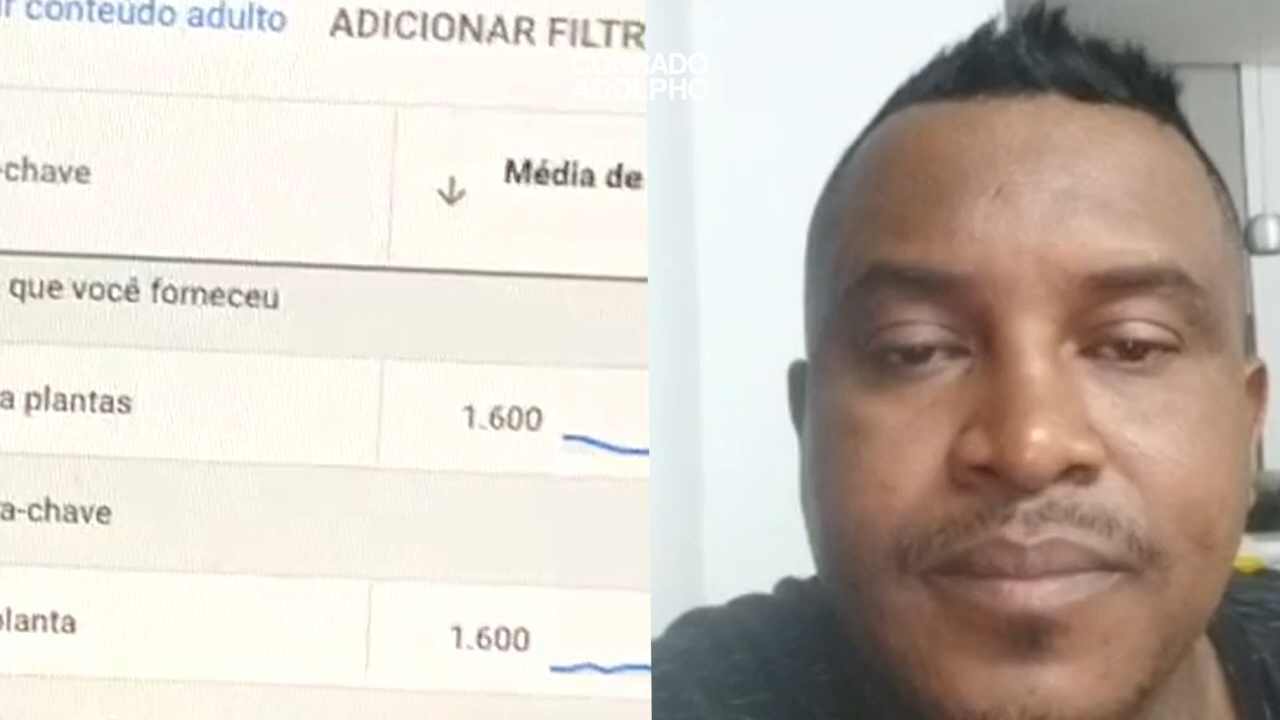 r conteúdo adulto
ADICIONAR FILTR
CONRADO
ADOLPHO
-chave
Média de
que você forneceu
a plantas
1.600
a-chave
planta
1.600